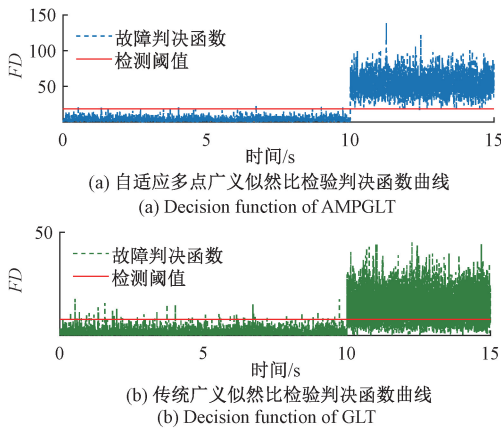 150
100
50
FD
故障判决函数
检测阈值
0 5 10 15
时间/s
(a) 自适应多点广义似然比检验判决函数曲线
(a) Decision function of AMPGLT
50
FD
故障判决函数
检测阈值
0 5 10 15
时间/s
(b) 传统广义似然比检验判决函数曲线
(b) Decision function of GLT